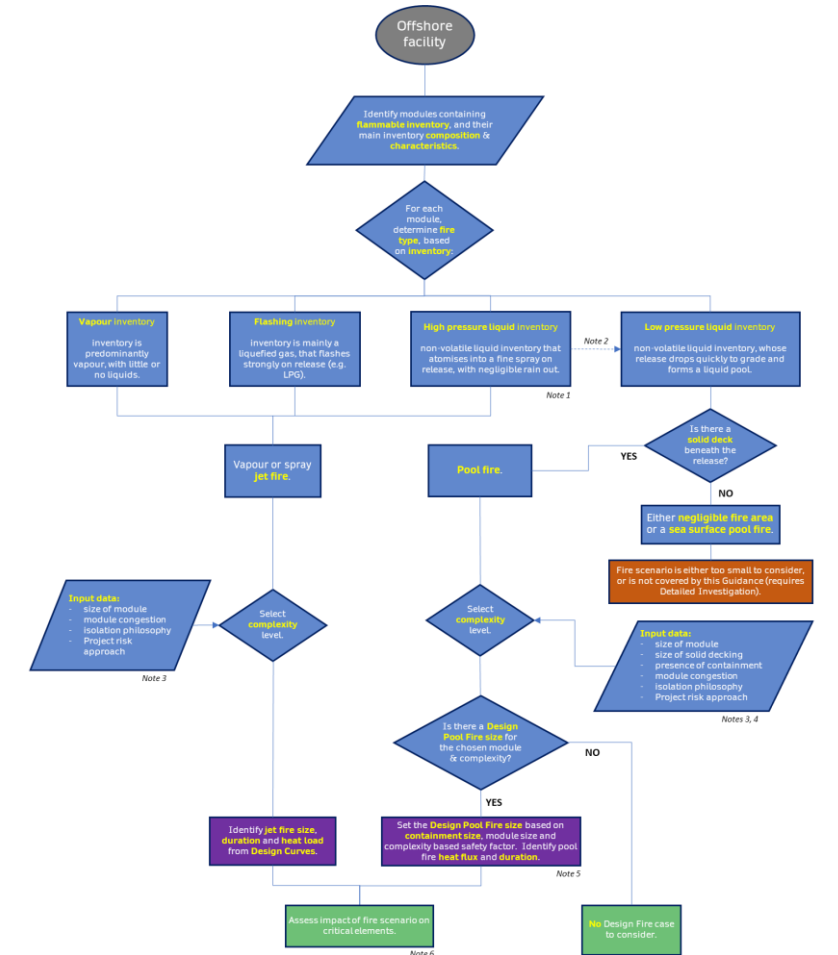 Offshore
facility
Identify modules containing
flammable inventory, and their
main inventory composition &
characteristics.
For each
module,
determine fire
type, based
on inventory:
Vapour inventory
inventory is
predominantly
vapour, with little or
no liquids.
Flashing inventory
inventory is mainly a
liquefied gas, that flashes
strongly on release (e.g.
LPG).
High pressure liquid inventory
non-volatile liquid inventory that
atomises into a fine spray on
release, with negligible rain out.
Note 1
Note 2
Low pressure liquid inventory
non-volatile liquid inventory, whose
release drops quickly to grade and
forms a liquid pool.
Is there a
solid deck
beneath the
release?
YES
NO
Vapour or spray
jet fire.
Pool fire.
Either negligible fire area
or a sea surface pool fire.
Fire scenario is either too small to consider,
or is not covered by this Guidance (requires
Detailed Investigation).
Input data:
- size of module
- module congestion
- isolation philosophy
- Project risk
approach
Note 3
Select
complexity
level.
Select
complexity
level.
Input data:
- size of module
- size of solid decking
- presence of containment
- module congestion
- isolation philosophy
- Project risk approach
Notes 3, 4
Is there a Design
Pool Fire size for
the chosen module
& complexity?
NO
YES
Identify jet fire size,
duration and heat load
from Design Curves.
Set the Design Pool Fire size based on
containment size, module size and
complexity based safety factor. Identify pool
fire heat flux and duration.
Note 5
Assess impact of fire scenario on
critical elements.
Note 6
No Design Fire case
to consider.